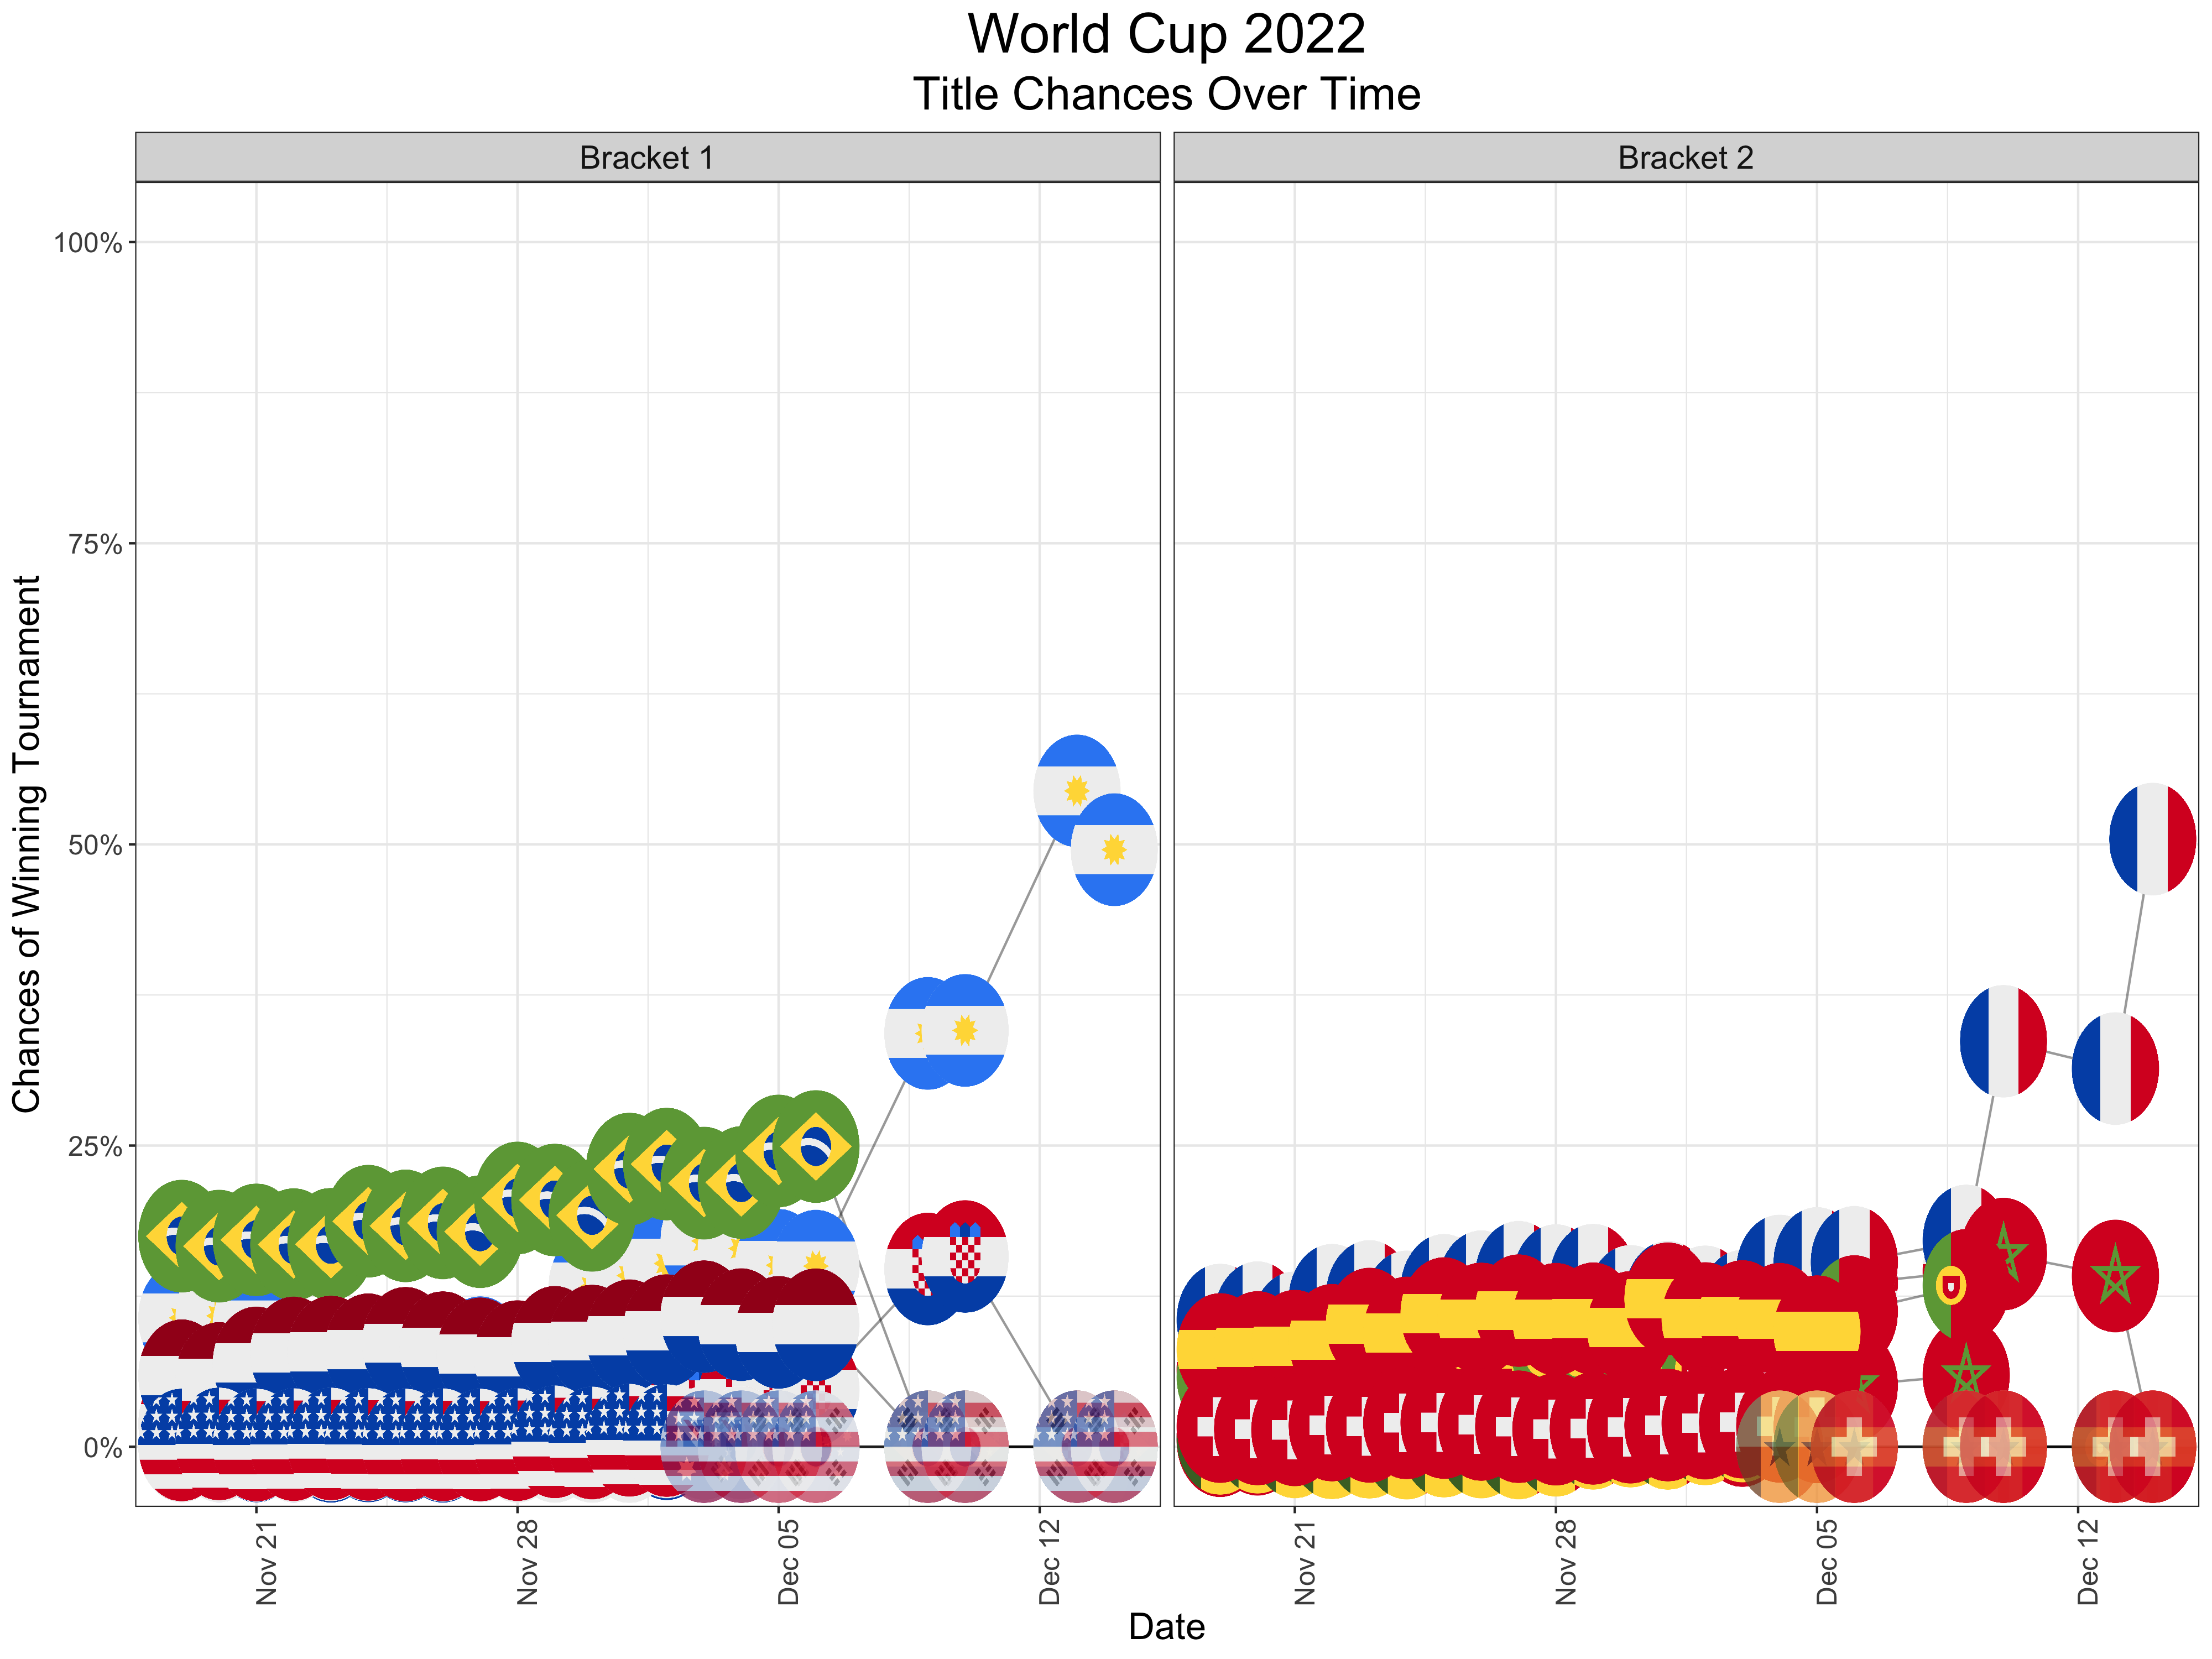 World Cup 2022
Title Chances Over Time
Bracket 1
Bracket 2
Chances of Winning Tournament
100%
75%
50%
25%
0%
Nov 21
Nov 28
Dec 05
Dec 12
Nov 21
Nov 28
Dec 05
Dec 12
Date